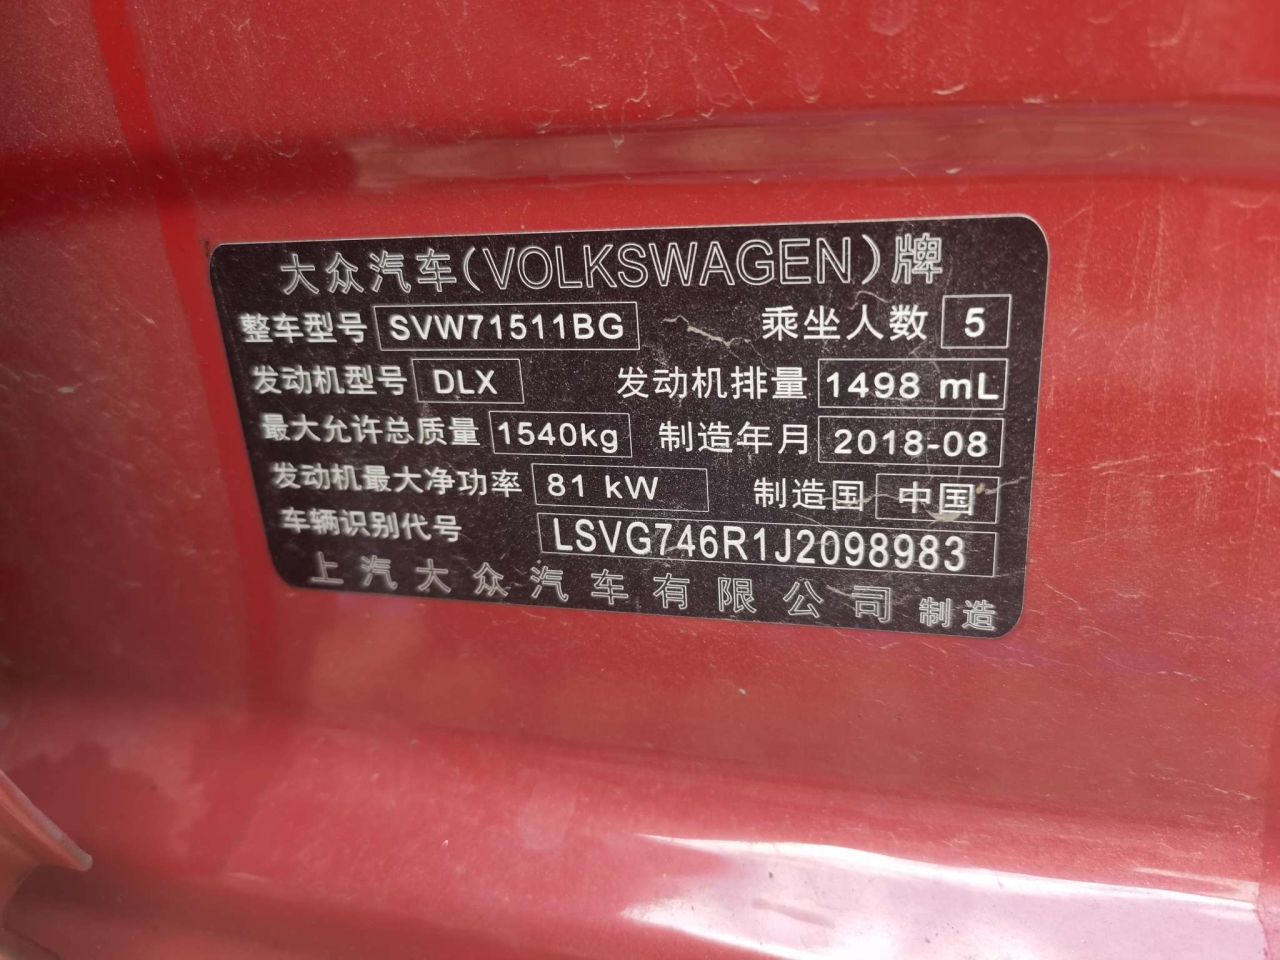 大众汽车(VOLKSWAGEN)牌
整车型号 SVW71511BG 乘坐人数 5
发动机型号 DLX 发动机排量 1498 mL
最大允许总质量 1540kg 制造年月 2018-08
发动机最大净功率 81 kW 制造国 中国
车辆识别代号 LSVG746R1J2098983
上汽大众汽车有限公司 制造